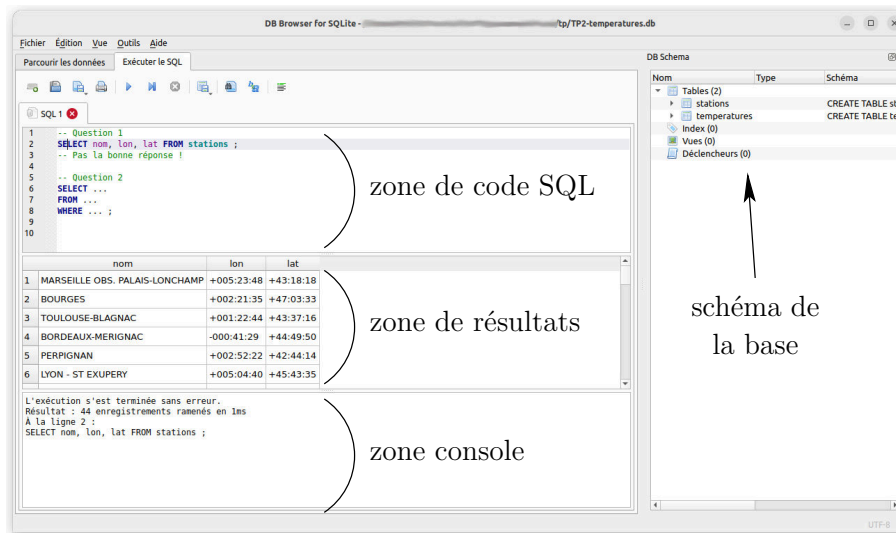 DB Browser for SQLite - /tp/TP2-temperatures.db
Fichier Édition Vue Outils Aide
Parcourir les données Exécuter le SQL
SQL 1
1 -- Question 1
2 SELECT nom, lon, lat FROM stations ;
3 -- Pas la bonne réponse !
4
5 -- Question 2
6 SELECT ...
7 FROM ...
8 WHERE ... ;
9
10
zone de code SQL
nom lon lat
1 MARSEILLE OBS. PALAIS-LONCHAMP +005:23:48 +43:18:18
2 BOURGES +002:21:35 +47:03:33
3 TOULOUSE-BLAGNAC +001:22:44 +43:37:16
4 BORDEAUX-MERIGNAC -000:41:29 +44:49:50
5 PERPIGNAN +002:52:22 +42:44:14
6 LYON - ST EXUPERY +005:04:40 +45:43:35
zone de résultats
L'exécution s'est terminée sans erreur.
Résultat : 44 enregistrements ramenés en 1ms
À la ligne 2 :
SELECT nom, lon, lat FROM stations ;
zone console
DB Schema
Nom Type Schéma
Tables (2)
stations CREATE TABLE st
temperatures CREATE TABLE te
Index (0)
Vues (0)
Déclencheurs (0)
schéma de
la base
UTF-8